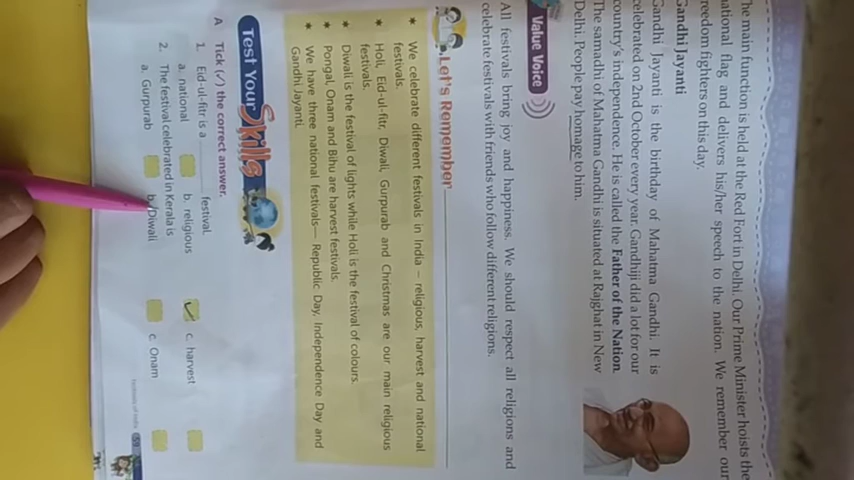 The main function is held at the Red Fort in Delhi. Our Prime Minister hoists the
national flag and delivers his/her speech to the nation. We remember our
freedom fighters on this day.
Gandhi Jayanti
Gandhi Jayanti is the birthday of Mahatma Gandhi. It is
celebrated on 2nd October every year. Gandhiji did a lot for our
country's independence. He is called the Father of the Nation.
The samadhi of Mahatma Gandhi is situated at Rajghat in New
Delhi. People pay homage to him.
Value Voice
All festivals bring joy and happiness. We should respect all religions and
celebrate festivals with friends who follow different religions.
Let's Remember
* We celebrate different festivals in India – religious, harvest and national
festivals.
* Holi, Eid-ul-fitr, Diwali, Gurpurab and Christmas are our main religious
festivals.
* Diwali is the festival of lights while Holi is the festival of colours.
* Pongal, Onam and Bihu are harvest festivals.
* We have three national festivals— Republic Day, Independence Day and
Gandhi Jayanti.
Test Your Skills
A Tick (✓) the correct answer.
1. Eid-ul-fitr is a ________ festival.
a. national b. religious ✓ c. harvest
2. The festival celebrated in Kerala is
a. Gurpurab b. Diwali c. Onam
Festivals of India 59